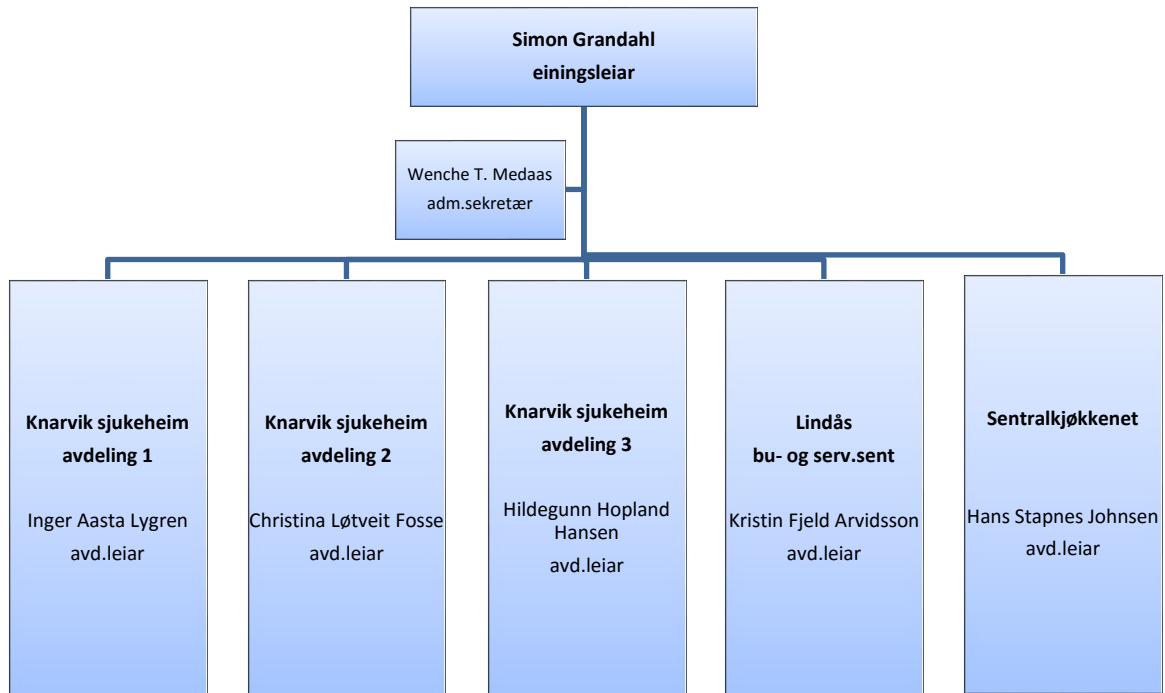 Simon Grandahl
einingsleiar
Wenche T. Medaas
adm.sekretær
Knarvik sjukeheim
avdeling 1
Inger Aasta Lygren
avd.leiar
Knarvik sjukeheim
avdeling 2
Christina Løtveit Fosse
avd.leiar
Knarvik sjukeheim
avdeling 3
Hildegunn Hopland
Hansen
avd.leiar
Lindås
bu- og serv.sent
Kristin Fjeld Arvidsson
avd.leiar
Sentralkjøkkenet
Hans Stapnes Johnsen
avd.leiar